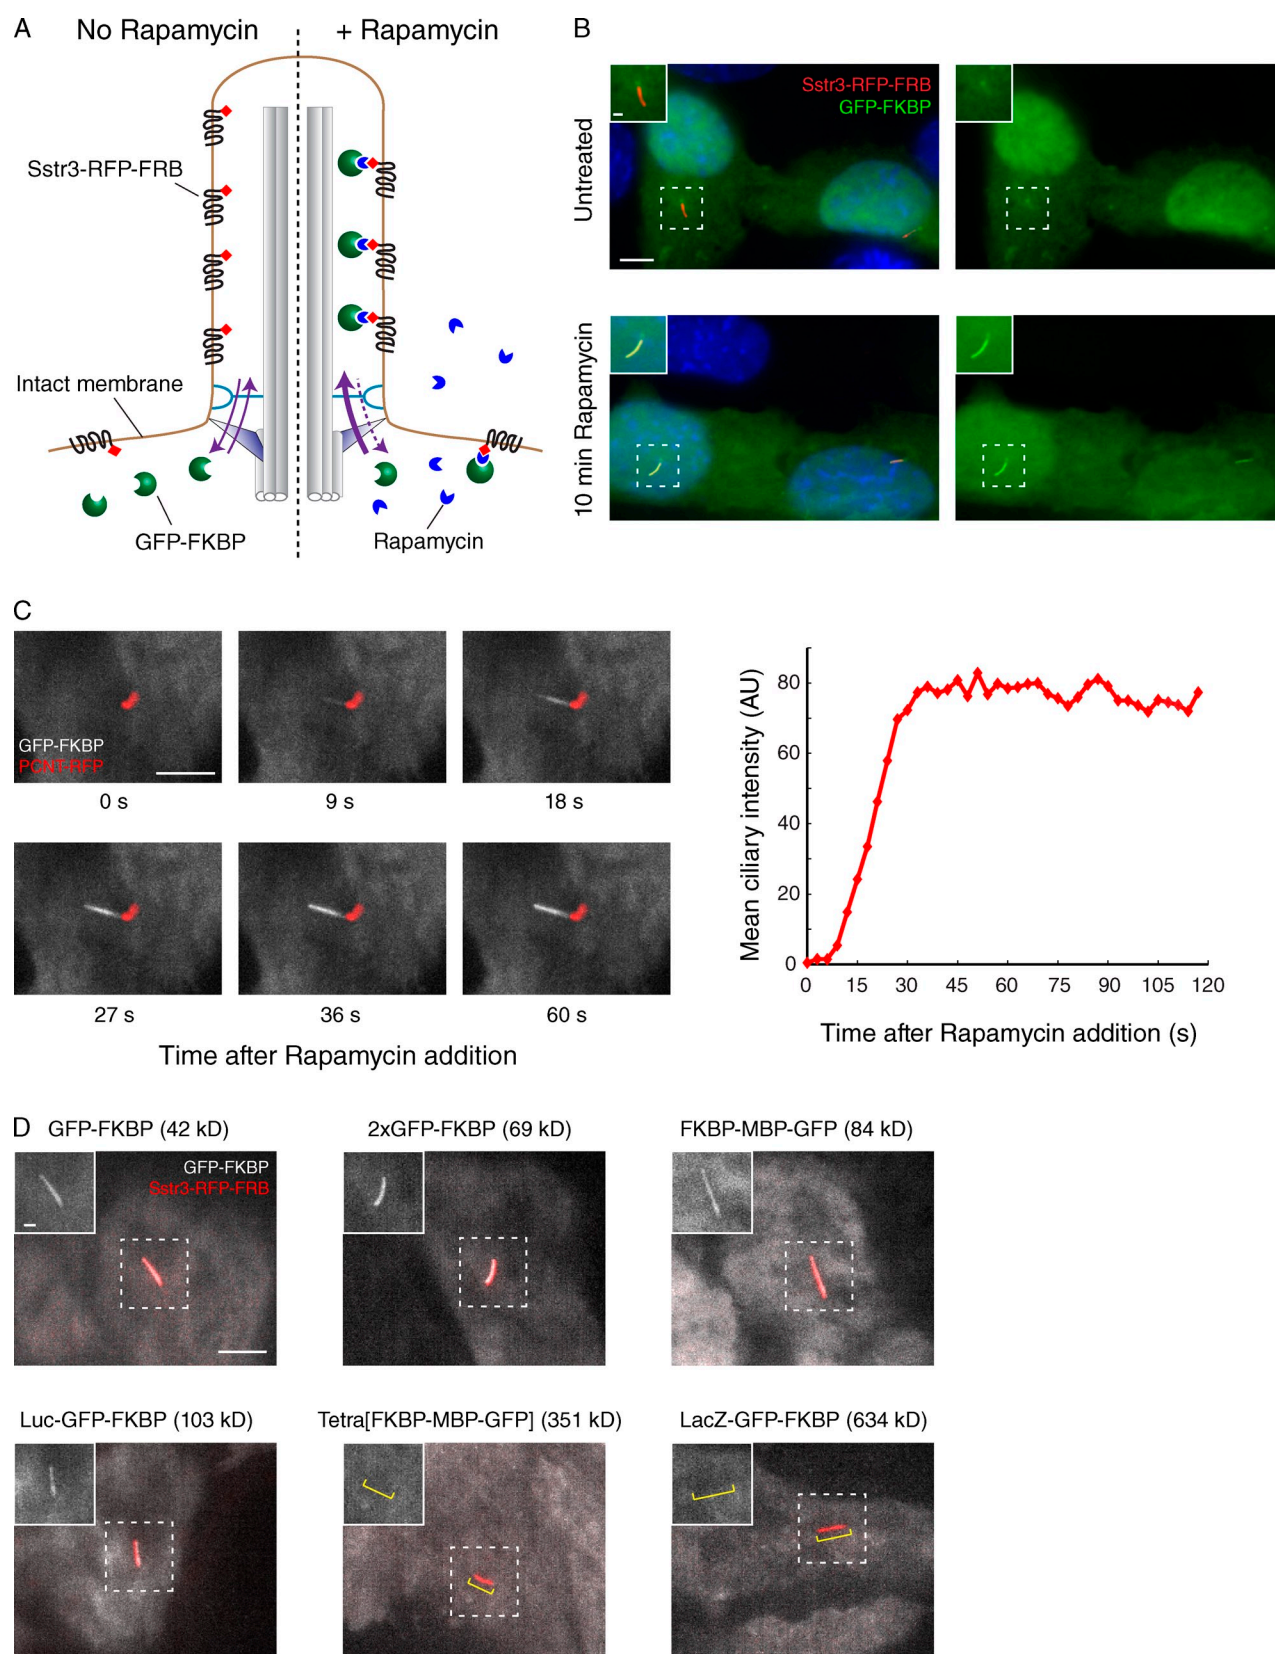 A
No Rapamycin
+ Rapamycin
Sstr3-RFP-FRB
Intact membrane
GFP-FKBP
Rapamycin
B
Untreated
Sstr3-RFP-FRB
GFP-FKBP
10 min Rapamycin
C
GFP-FKBP
PCNT-RFP
0 s
9 s
18 s
27 s
36 s
60 s
Time after Rapamycin addition
Mean ciliary intensity (AU)
80
60
40
20
0
0 15 30 45 60 75 90 105 120
Time after Rapamycin addition (s)
D
GFP-FKBP (42 kD)
2xGFP-FKBP (69 kD)
FKBP-MBP-GFP (84 kD)
GFP-FKBP
Sstr3-RFP-FRB
Luc-GFP-FKBP (103 kD)
Tetra[FKBP-MBP-GFP] (351 kD)
LacZ-GFP-FKBP (634 kD)